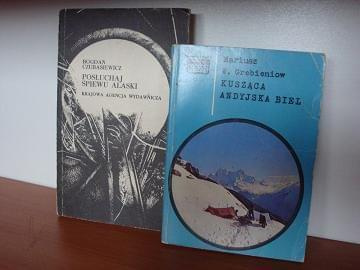 BOGDAN
CZUBASIEWICZ
POSŁUCHAJ
ŚPIEWU ALASKI
KRAJOWA AGENCJA WYDAWNICZA
Mariusz
W. Grebieniow
KUSZĄCA
ANDYJSKA BIEL